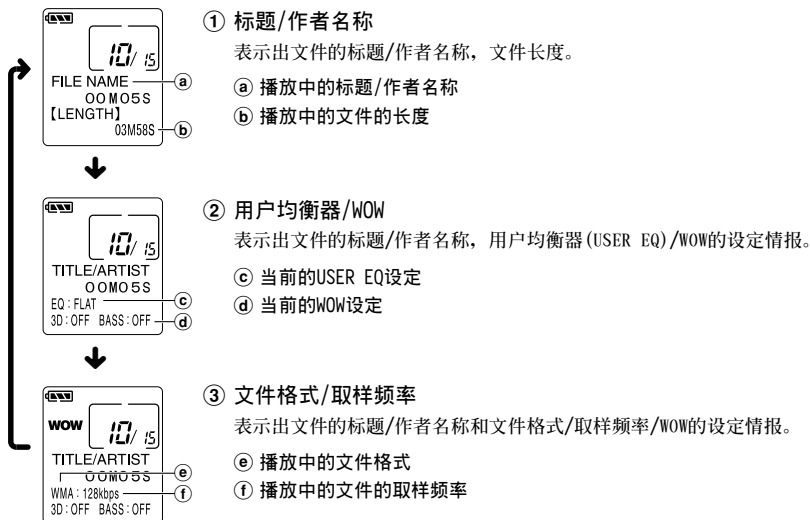 10/15
FILE NAME
00M05S
【LENGTH】
03M58S
ⓐ
ⓑ
① 标题/作者名称
表示出文件的标题/作者名称，文件长度。
ⓐ 播放中的标题/作者名称
ⓑ 播放中的文件的长度
10/15
TITLE/ARTIST
00M05S
EQ:FLAT
3D:OFF BASS:OFF
ⓒ
ⓓ
② 用户均衡器/WOW
表示出文件的标题/作者名称，用户均衡器(USER EQ)/WOW的设定情报。
ⓒ 当前的USER EQ设定
ⓓ 当前的WOW设定
WOW
10/15
TITLE/ARTIST
00M05S
WMA:128kbps
3D:OFF BASS:OFF
ⓔ
ⓕ
③ 文件格式/取样频率
表示出文件的标题/作者名称和文件格式/取样频率/WOW的设定情报。
ⓔ 播放中的文件格式
ⓕ 播放中的文件的取样频率